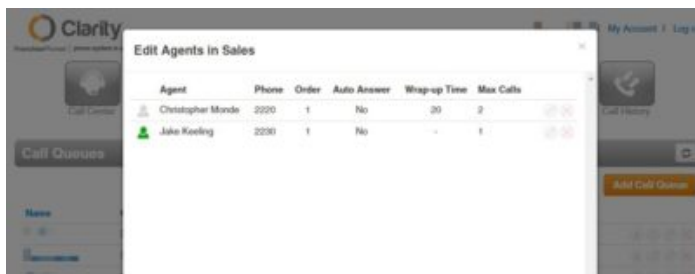 Clarity
My Account | Log
Edit Agents in Sales
×
Agent Phone Order Auto Answer Wrap-up Time Max Calls
Christopher Monde 2220 1 No 20 2
Jake Keeling 2230 1 No - 1
Call Center
Call History
Call Queues
Add Call Queue
Name